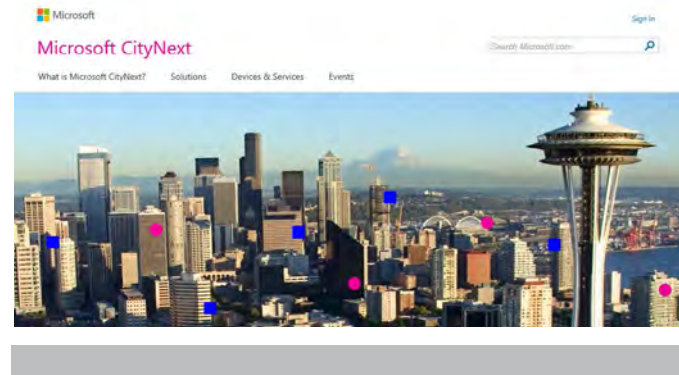 Microsoft
Sign In
Microsoft CityNext
Search Microsoft.com
What is Microsoft CityNext? Solutions Devices & Services Events